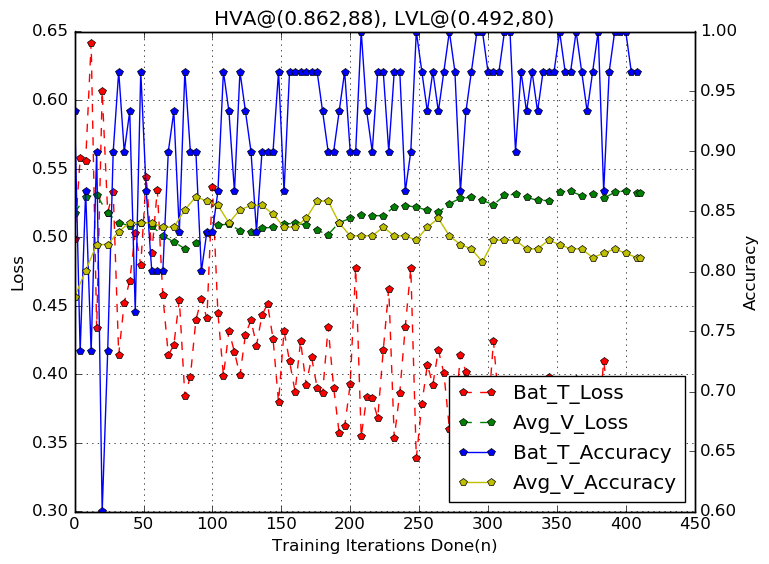 HVA@(0.862,88), LVL@(0.492,80)
0.65
0.60
0.55
0.50
0.45
0.40
0.35
0.30
Loss
1.00
0.95
0.90
0.85
0.80
0.75
0.70
0.65
0.60
Accuracy
Bat_T_Loss
Avg_V_Loss
Bat_T_Accuracy
Avg_V_Accuracy
0 50 100 150 200 250 300 350 400 450
Training Iterations Done(n)